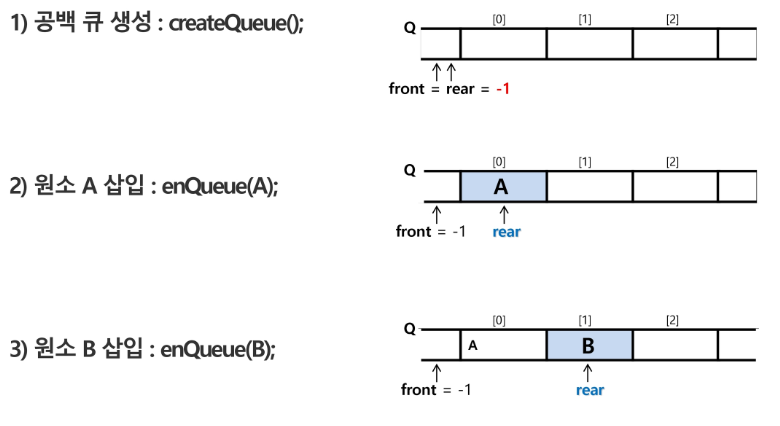 1) 공백 큐 생성 : createQueue();
Q [0] [1] [2]
front = rear = -1
2) 원소 A 삽입 : enQueue(A);
Q [0] [1] [2]
A
front = -1 rear
3) 원소 B 삽입 : enQueue(B);
Q [0] [1] [2]
A B
front = -1 rear